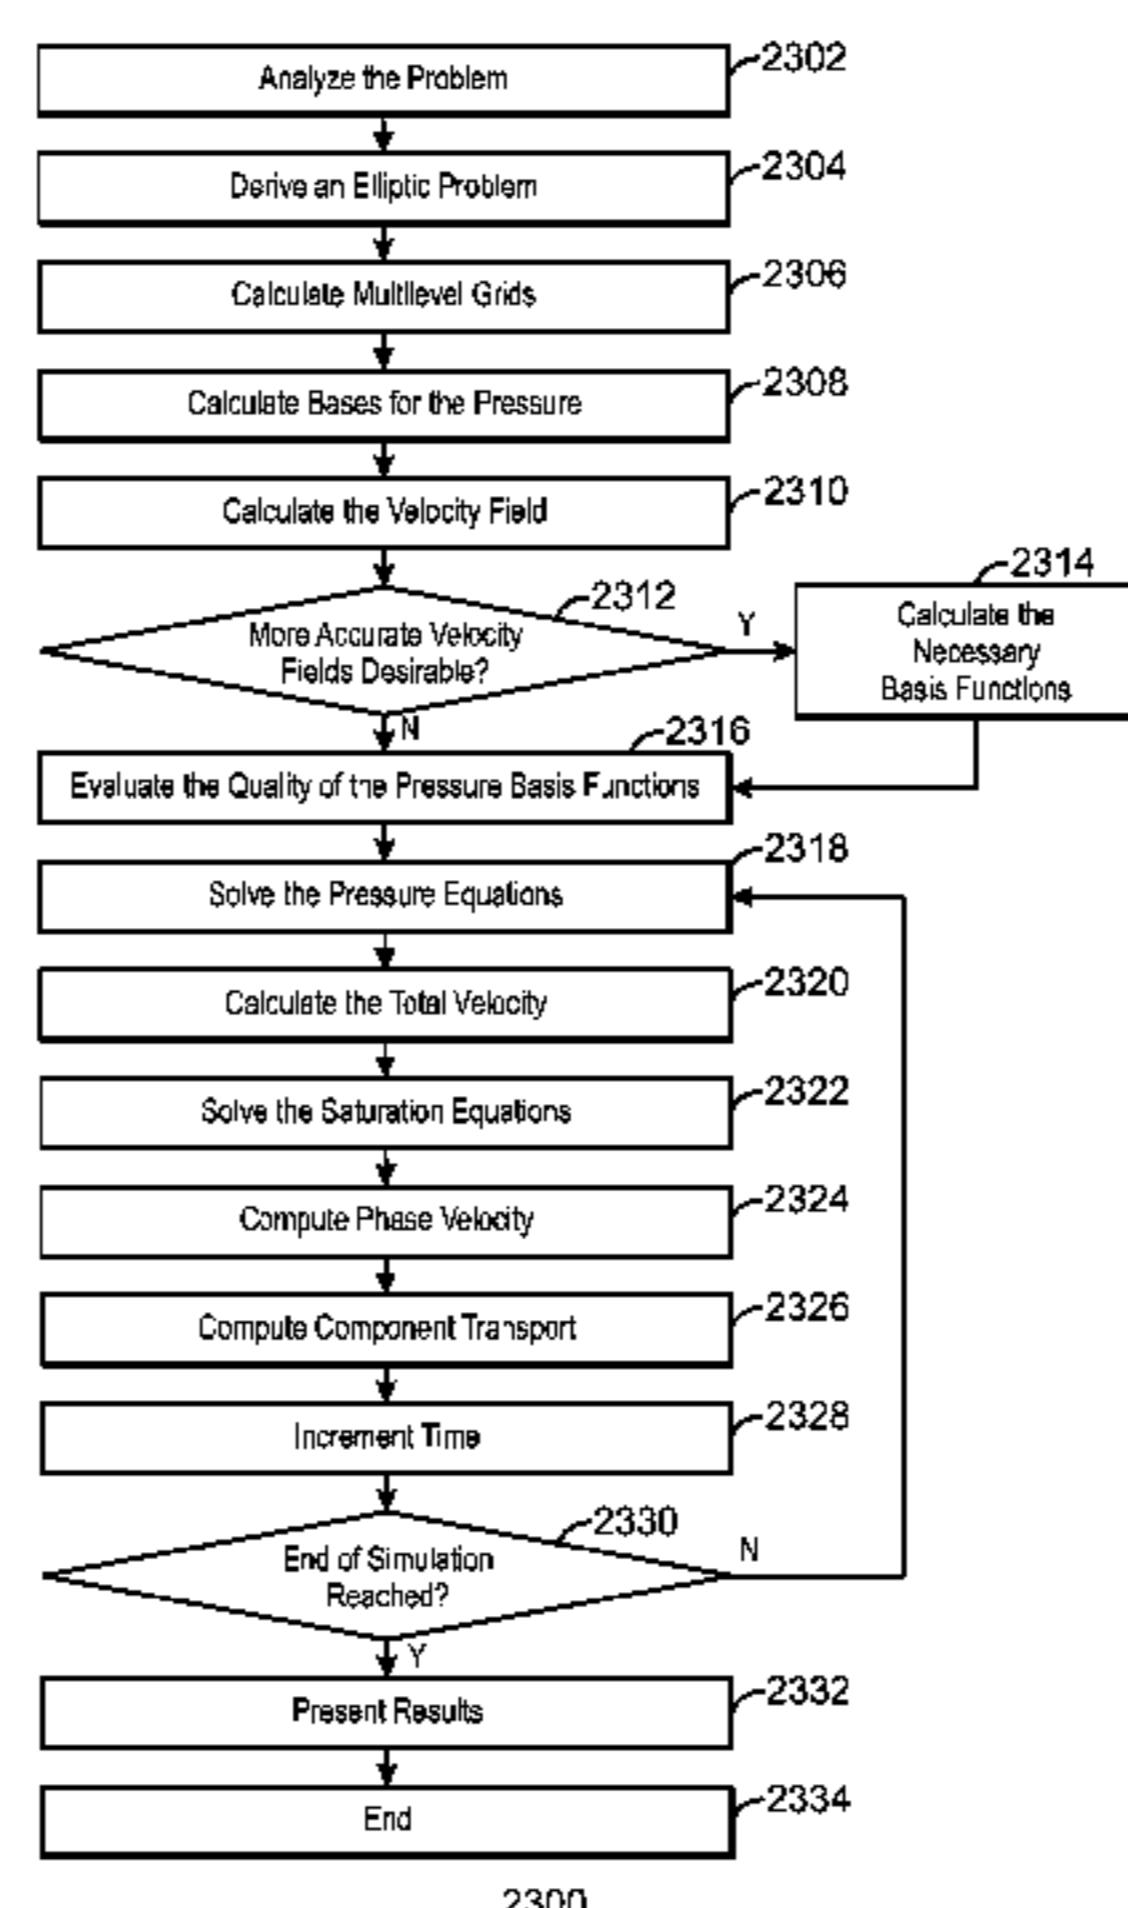 Analyze the Problem
2302
Derive an Elliptic Problem
2304
Calculate Multilevel Grids
2306
Calculate Bases for the Pressure
2308
Calculate the Velocity Field
2310
More Accurate Velocity
Fields Desirable?
2312
Y
2314
Calculate the
Necessary
Basis Functions
N
2316
Evaluate the Quality of the Pressure Basis Functions
2318
Solve the Pressure Equations
Calculate the Total Velocity
2320
Solve the Saturation Equations
2322
Compute Phase Velocity
2324
Compute Component Transport
2326
Increment Time
2328
2330
End of Simulation
Reached?
N
Y
Present Results
2332
End
2334
2300